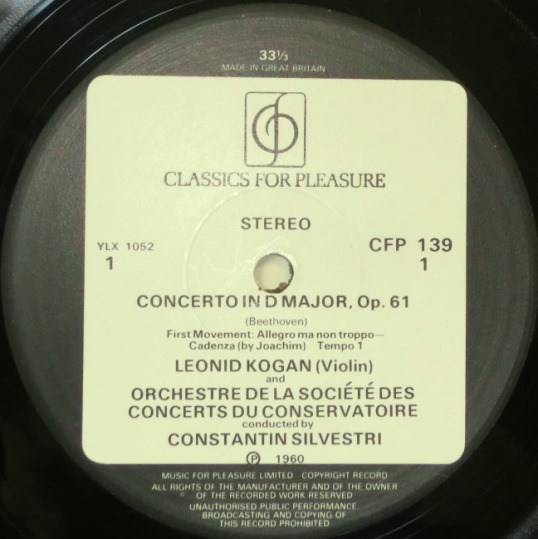 33⅓
MADE IN GREAT BRITAIN
CLASSICS FOR PLEASURE
STEREO
YLX 1052
1
CFP 139
1
CONCERTO IN D MAJOR, Op. 61
(Beethoven)
First Movement: Allegro ma non troppo—
Cadenza (by Joachim) Tempo 1
LEONID KOGAN (Violin)
and
ORCHESTRE DE LA SOCIÉTÉ DES
CONCERTS DU CONSERVATOIRE
conducted by
CONSTANTIN SILVESTRI
Ⓟ 1960
MUSIC FOR PLEASURE LIMITED COPYRIGHT RECORD
ALL RIGHTS OF THE MANUFACTURER AND OF THE OWNER
OF THE RECORDED WORK RESERVED
UNAUTHORISED PUBLIC PERFORMANCE
BROADCASTING AND COPYING OF
THIS RECORD PROHIBITED